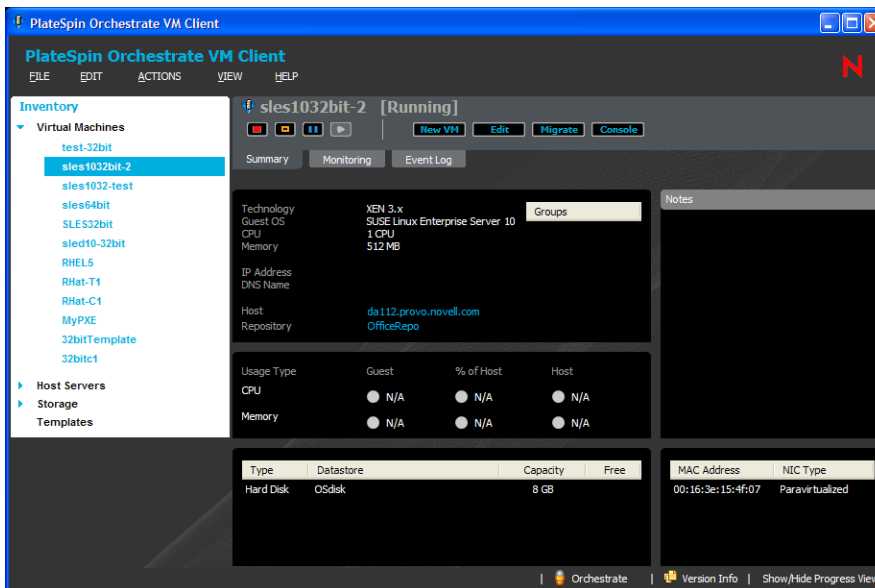 PlateSpin Orchestrate VM Client
PlateSpin Orchestrate VM Client
FILE EDIT ACTIONS VIEW HELP
N
Inventory
Virtual Machines
test-32bit
sles1032bit-2
sles1032-test
sles64bit
SLES32bit
sled10-32bit
RHEL5
RHat-T1
RHat-C1
MyPXE
32bitTemplate
32bitc1
Host Servers
Storage
Templates
sles1032bit-2 [Running]
New VM Edit Migrate Console
Summary Monitoring Event Log
Technology XEN 3.x
Guest OS SUSE Linux Enterprise Server 10
CPU 1 CPU
Memory 512 MB
IP Address
DNS Name
Host da112.provo.novell.com
Repository OfficeRepo
Groups
Notes
Usage Type Guest % of Host Host
CPU N/A N/A N/A
Memory N/A N/A N/A
Type Datastore Capacity Free
Hard Disk OSdisk 8 GB
MAC Address NIC Type
00:16:3e:15:4f:07 Paravirtualized
| Orchestrate | Version Info | Show/Hide Progress View